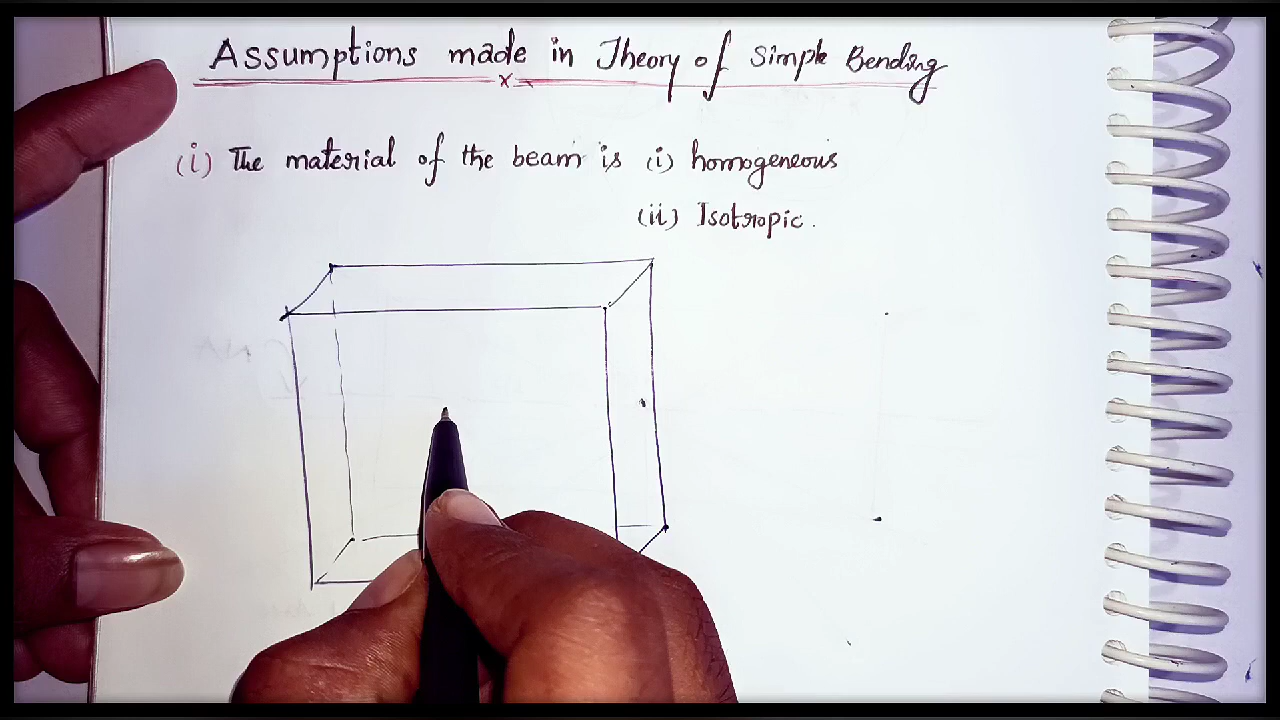 Assumptions made in Theory of Simple Bending
x
(i) The material of the beam is (i) homogeneous
(ii) Isotropic.